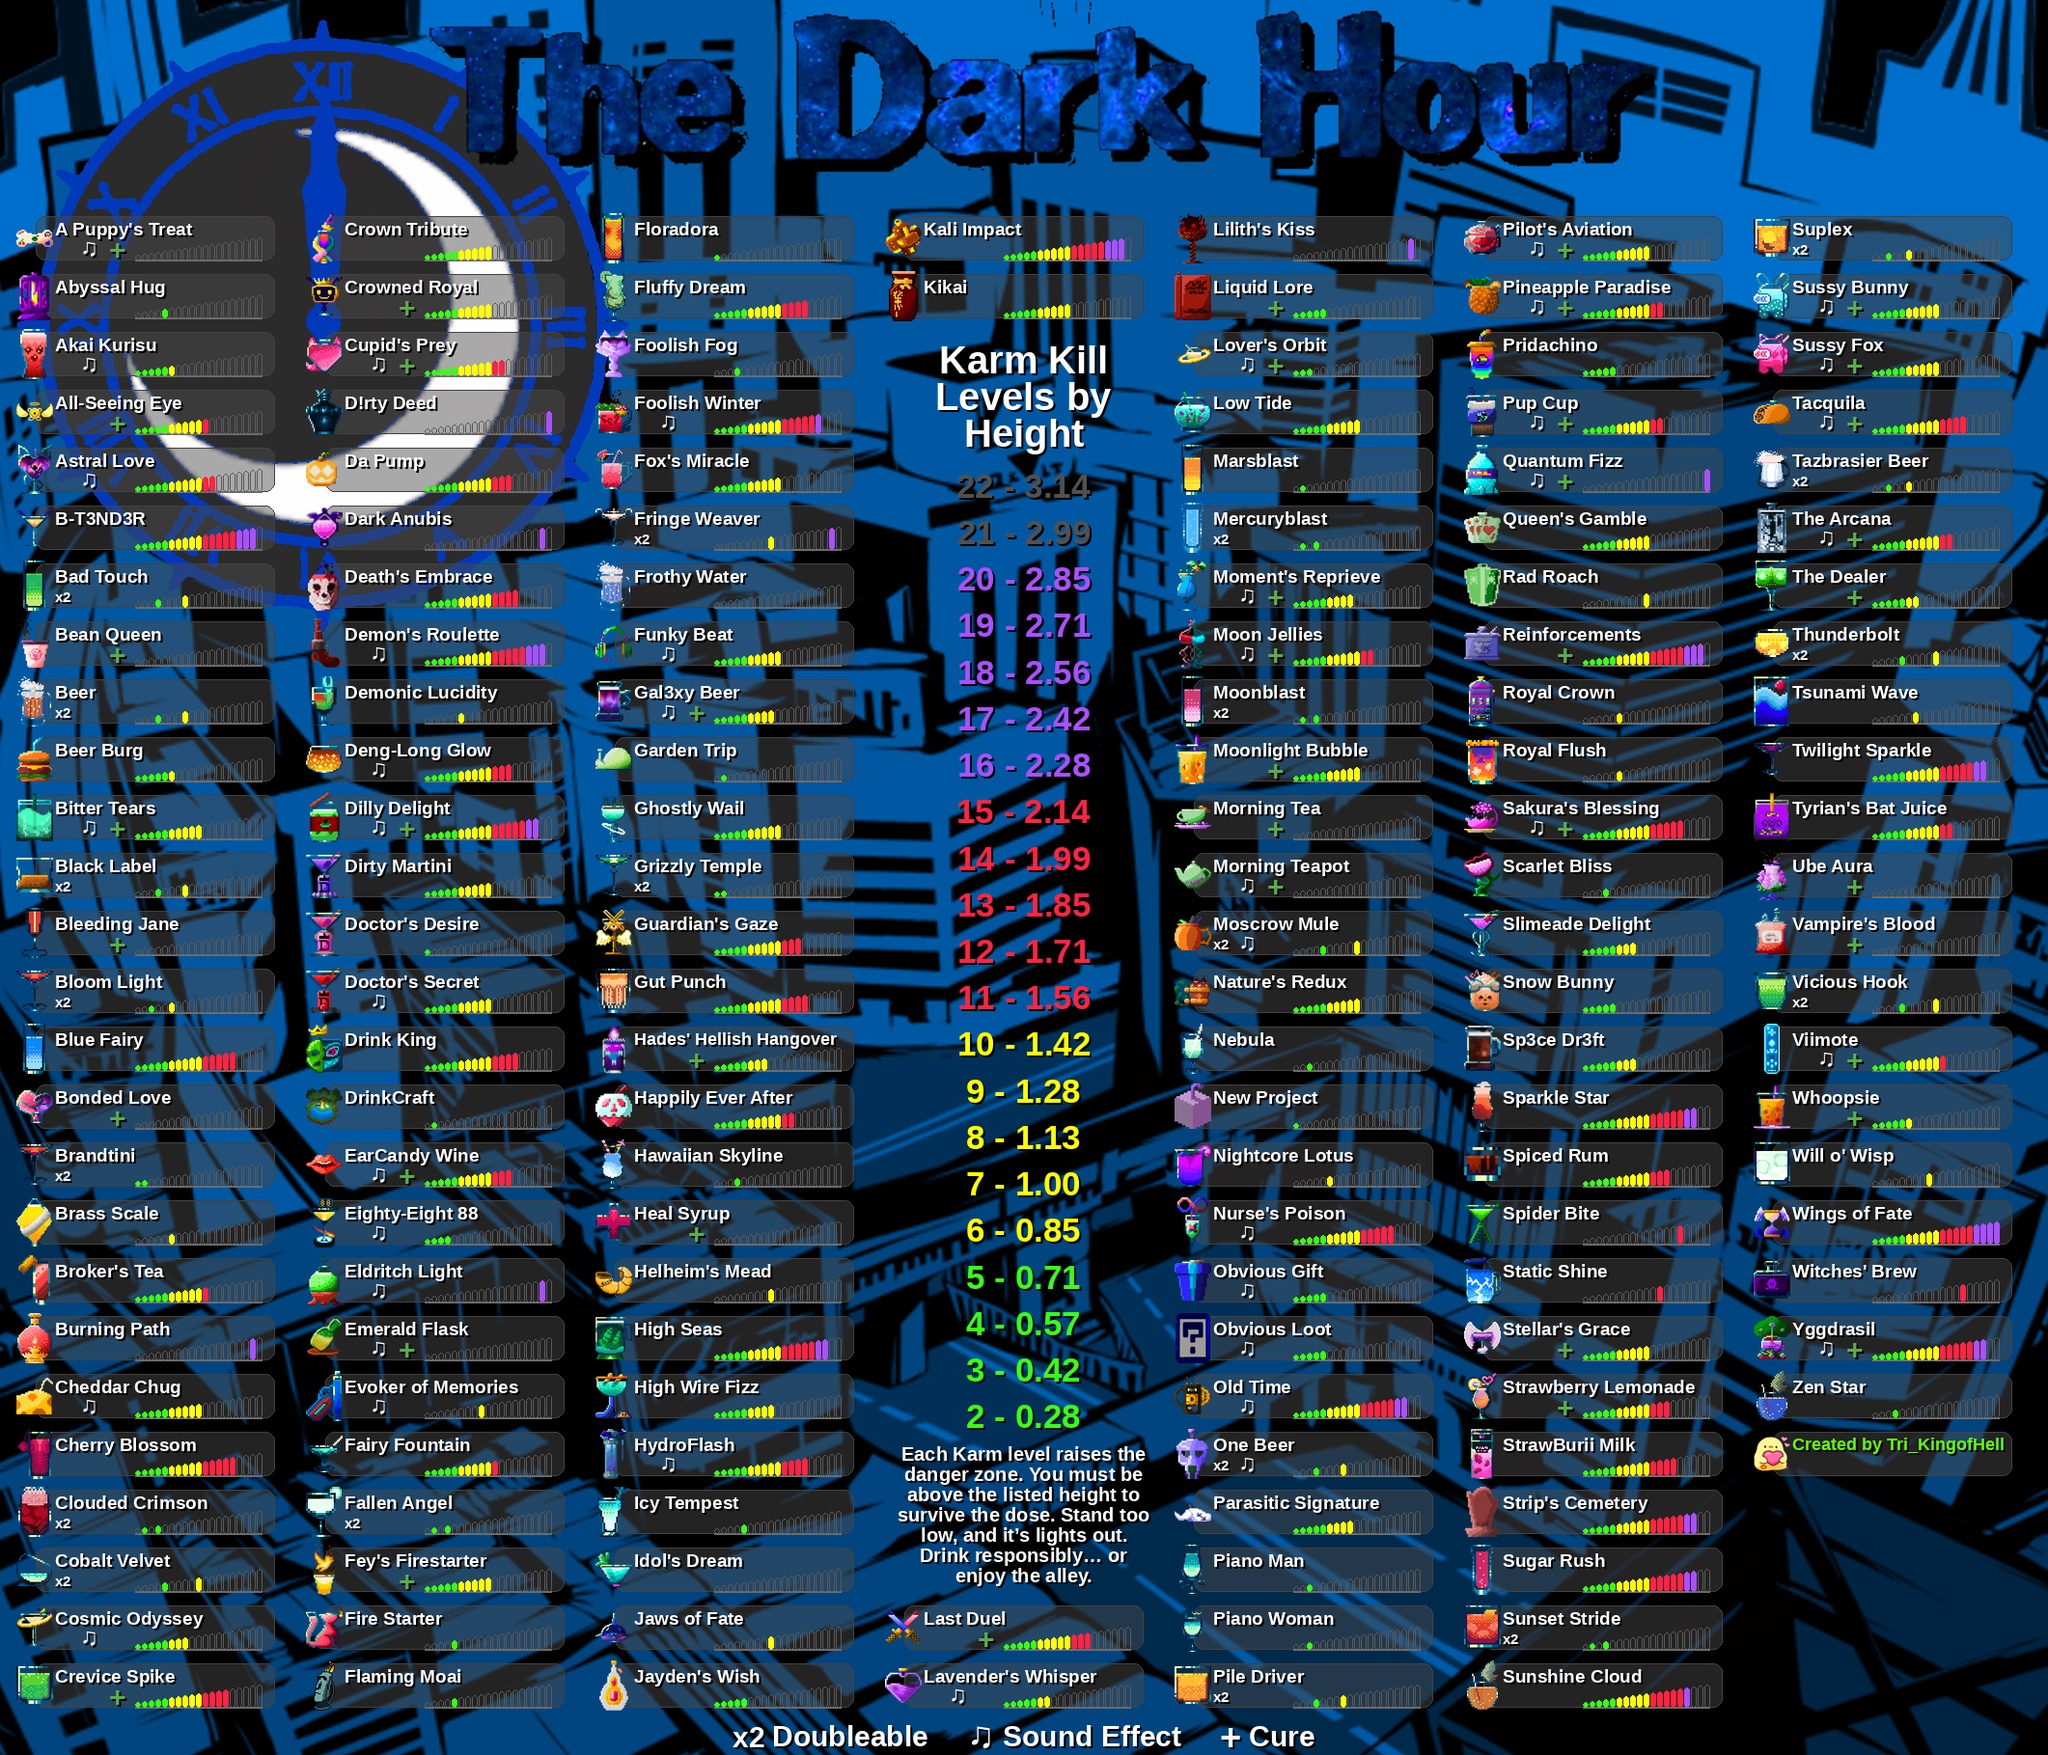 The Dark Hour
XII
XI
I
A Puppy's Treat
♫ +
Abyssal Hug
Akai Kurisu
♫
All-Seeing Eye
+
Astral Love
♫
B-T3ND3R
Bad Touch
x2
Bean Queen
+
Beer
x2
Beer Burg
Bitter Tears
♫ +
Black Label
x2
Bleeding Jane
+
Bloom Light
x2
Blue Fairy
Bonded Love
+
Brandtini
x2
Brass Scale
Broker's Tea
Burning Path
Cheddar Chug
♫
Cherry Blossom
Clouded Crimson
x2
Cobalt Velvet
x2
Cosmic Odyssey
♫
Crevice Spike
+
Crown Tribute
Crowned Royal
+
Cupid's Prey
♫ +
D!rty Deed
Da Pump
Dark Anubis
Death's Embrace
Demon's Roulette
♫
Demonic Lucidity
Deng-Long Glow
♫
Dilly Delight
♫ +
Dirty Martini
Doctor's Desire
Doctor's Secret
♫
Drink King
DrinkCraft
EarCandy Wine
♫ +
Eighty-Eight 88
♫
Eldritch Light
♫
Emerald Flask
♫ +
Evoker of Memories
♫
Fairy Fountain
Fallen Angel
x2
Fey's Firestarter
+
Fire Starter
Flaming Moai
Floradora
Fluffy Dream
Foolish Fog
Foolish Winter
♫
Fox's Miracle
Fringe Weaver
x2
Frothy Water
Funky Beat
♫
Gal3xy Beer
♫ +
Garden Trip
Ghostly Wail
Grizzly Temple
x2
Guardian's Gaze
Gut Punch
Hades' Hellish Hangover
+
Happily Ever After
Hawaiian Skyline
Heal Syrup
+
Helheim's Mead
High Seas
High Wire Fizz
HydroFlash
♫
Icy Tempest
Idol's Dream
Jaws of Fate
Jayden's Wish
Kali Impact
Kikai
Karm Kill
Levels by
Height
22 - 3.14
21 - 2.99
20 - 2.85
19 - 2.71
18 - 2.56
17 - 2.42
16 - 2.28
15 - 2.14
14 - 1.99
13 - 1.85
12 - 1.71
11 - 1.56
10 - 1.42
9 - 1.28
8 - 1.13
7 - 1.00
6 - 0.85
5 - 0.71
4 - 0.57
3 - 0.42
2 - 0.28
Each Karm level raises the
danger zone. You must be
above the listed height to
survive the dose. Stand too
low, and it's lights out.
Drink responsibly... or
enjoy the alley.
Last Duel
+
Lavender's Whisper
♫
Lilith's Kiss
Liquid Lore
+
Lover's Orbit
♫ +
Low Tide
Marsblast
Mercuryblast
x2
Moment's Reprieve
♫ +
Moon Jellies
♫ +
Moonblast
x2
Moonlight Bubble
+
Morning Tea
+
Morning Teapot
♫ +
Moscrow Mule
x2 ♫
Nature's Redux
Nebula
New Project
Nightcore Lotus
Nurse's Poison
♫
Obvious Gift
♫
Obvious Loot
♫
Old Time
♫
One Beer
x2 ♫
Parasitic Signature
Piano Man
Piano Woman
Pile Driver
x2
Pilot's Aviation
♫ +
Pineapple Paradise
♫ +
Pridachino
Pup Cup
♫ +
Quantum Fizz
♫ +
Queen's Gamble
Rad Roach
Reinforcements
+
Royal Crown
Royal Flush
Sakura's Blessing
♫ +
Scarlet Bliss
Slimeade Delight
Snow Bunny
Sp3ce Dr3ft
Sparkle Star
Spiced Rum
Spider Bite
Static Shine
Stellar's Grace
+
Strawberry Lemonade
+
StrawBurii Milk
Strip's Cemetery
Sugar Rush
Sunset Stride
x2
Sunshine Cloud
Suplex
x2
Sussy Bunny
♫
Sussy Fox
♫
Tacquila
♫ +
Tazbrasier Beer
x2
The Arcana
♫ +
The Dealer
+
Thunderbolt
x2
Tsunami Wave
Twilight Sparkle
Tyrian's Bat Juice
Ube Aura
+
Vampire's Blood
+
Vicious Hook
x2
Viimote
♫ +
Whoopsie
+
Will o' Wisp
Wings of Fate
Witches' Brew
Yggdrasil
♫ +
Zen Star
Created by Tri_KingofHell
x2 Doubleable ♫ Sound Effect + Cure